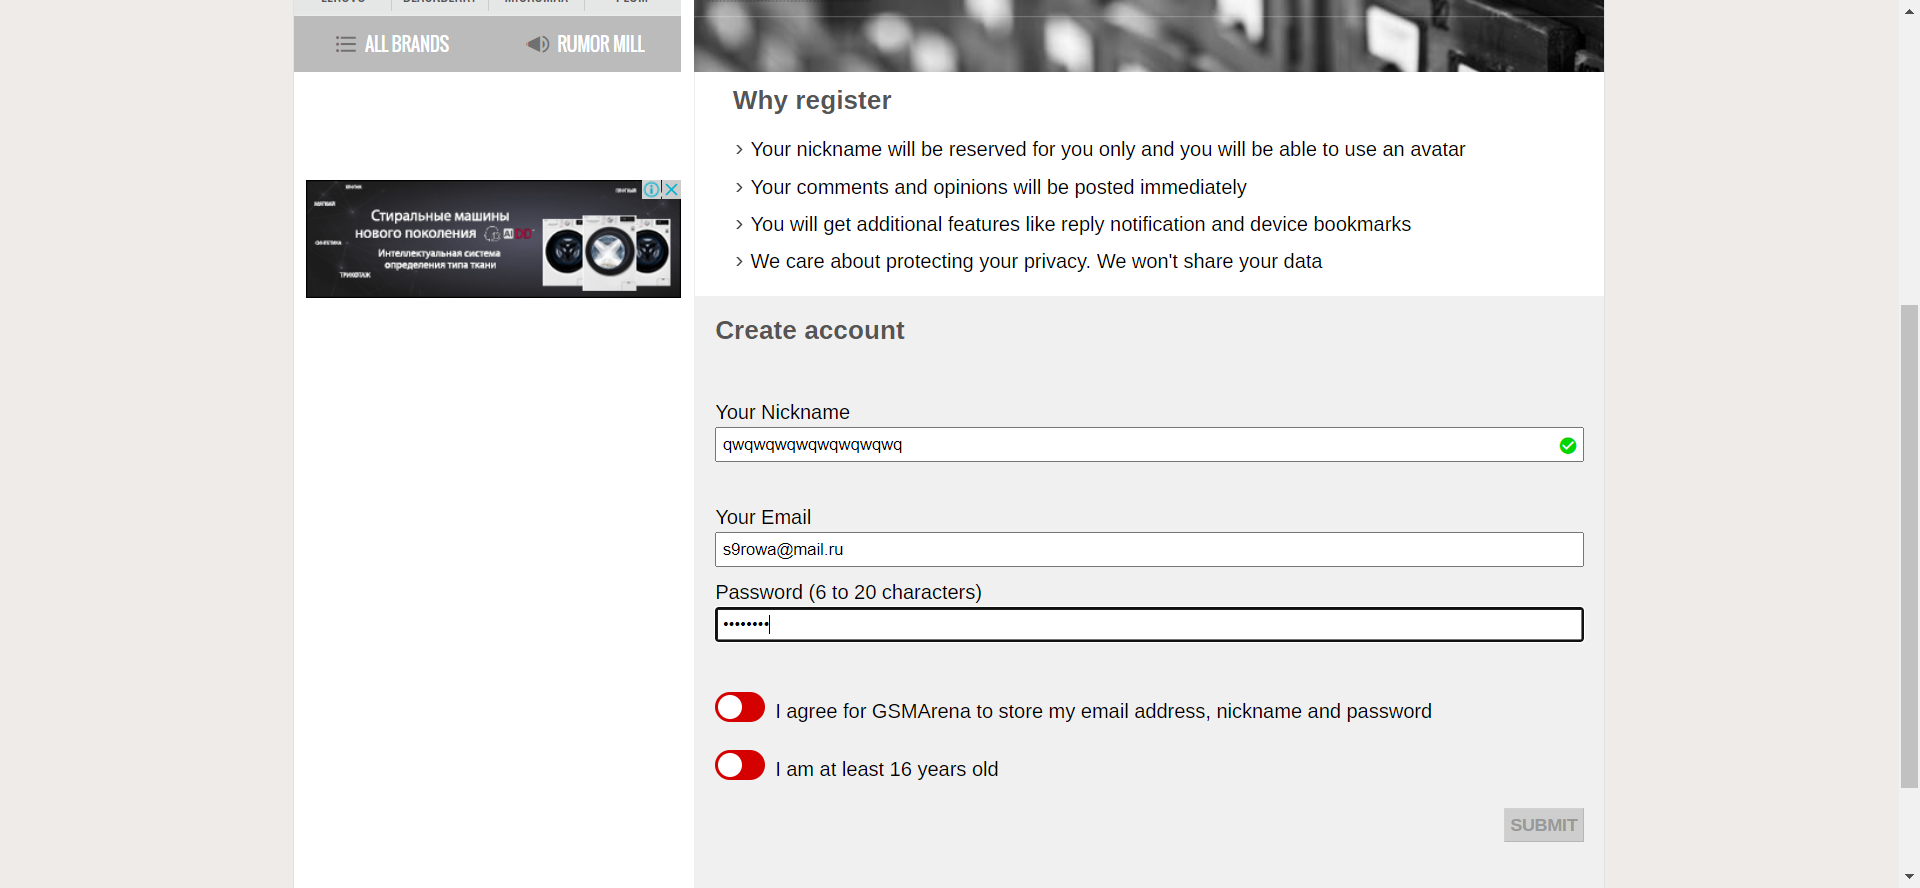 ALL BRANDS
RUMOR MILL
Стиральные машины
нового поколения AI DD
Интеллектуальная система
определения типа ткани
ТРИКОТАЖ
Why register
Your nickname will be reserved for you only and you will be able to use an avatar
Your comments and opinions will be posted immediately
You will get additional features like reply notification and device bookmarks
We care about protecting your privacy. We won't share your data
Create account
Your Nickname
qwqwqwqwqwqwqwqwq
Your Email
s9rowa@mail.ru
Password (6 to 20 characters)
••••••••
I agree for GSMArena to store my email address, nickname and password
I am at least 16 years old
SUBMIT